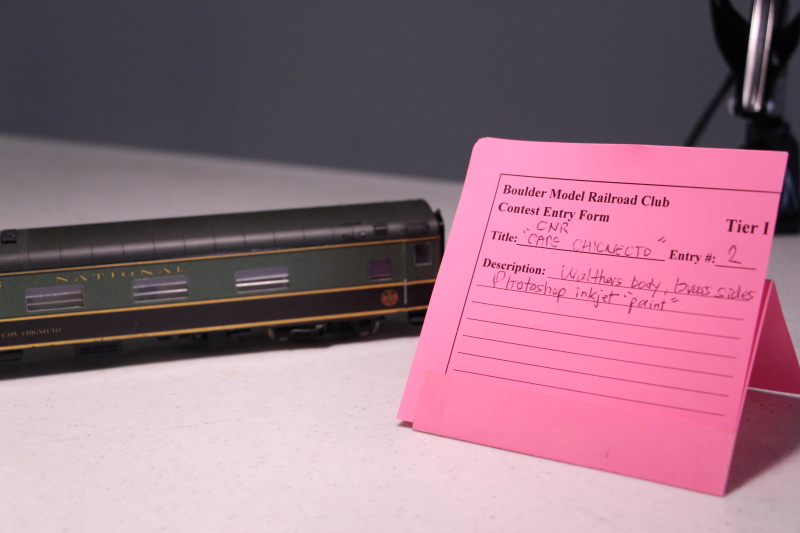 NATIONAL
CAPE CHIGNECTO
Boulder Model Railroad Club
Contest Entry Form
Tier I
CNR
Title: "CAPE CHIGNECTO" Entry #: 2
Description: Walthers body, brass sides
Photoshop inkjet "paint"